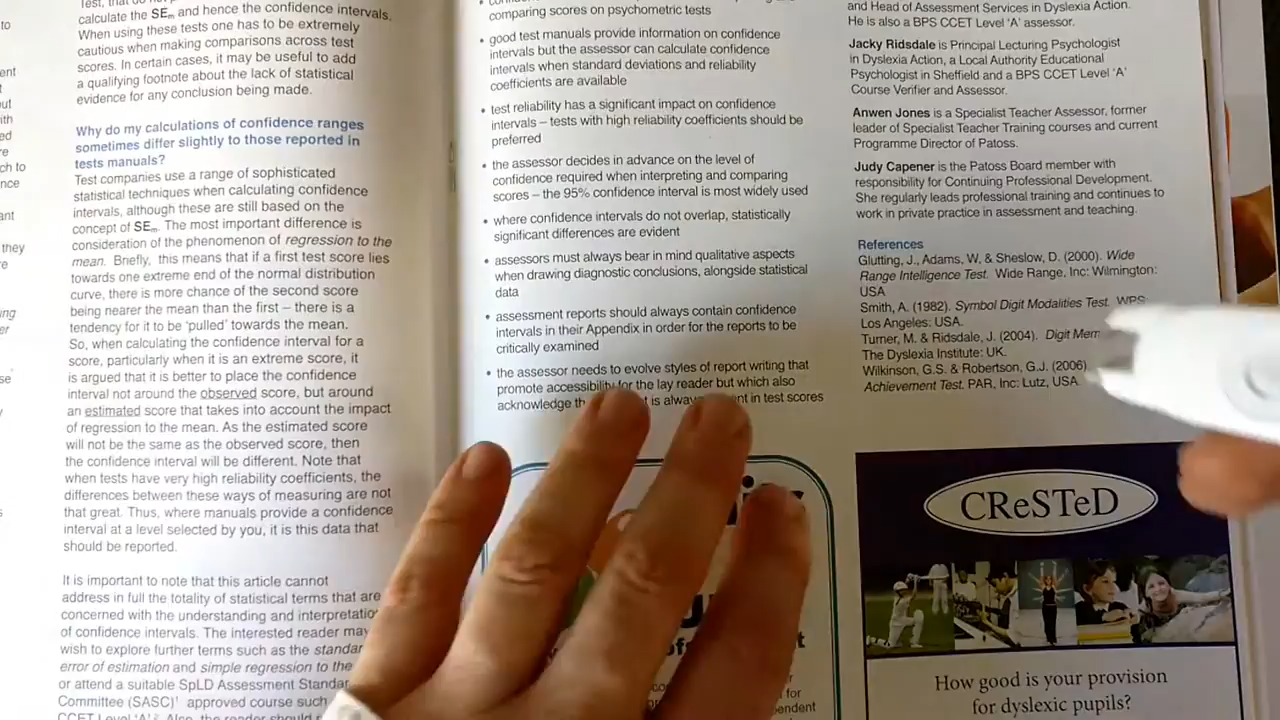 to
ent
t
out
ith
ed
re
ch to
nce
ant
they
re
ing
er
se
y
s
calculate the SEm and hence the confidence intervals.
When using these tests one has to be extremely
cautious when making comparisons across test
scores. In certain cases, it may be useful to add
a qualifying footnote about the lack of statistical
evidence for any conclusion being made.
Why do my calculations of confidence ranges
sometimes differ slightly to those reported in
tests manuals?
Test companies use a range of sophisticated
statistical techniques when calculating confidence
intervals, although these are still based on the
concept of SEm. The most important difference is
consideration of the phenomenon of regression to the
mean. Briefly, this means that if a first test score lies
towards one extreme end of the normal distribution
curve, there is more chance of the second score
being nearer the mean than the first – there is a
tendency for it to be 'pulled' towards the mean.
So, when calculating the confidence interval for a
score, particularly when it is an extreme score, it
is argued that it is better to place the confidence
interval not around the observed score, but around
an estimated score that takes into account the impact
of regression to the mean. As the estimated score
will not be the same as the observed score, then
the confidence interval will be different. Note that
when tests have very high reliability coefficients, the
differences between these ways of measuring are not
that great. Thus, where manuals provide a confidence
interval at a level selected by you, it is this data that
should be reported.
It is important to note that this article cannot
address in full the totality of statistical terms that are
concerned with the understanding and interpretatio
of confidence intervals. The interested reader may
wish to explore further terms such as the standar
error of estimation and simple regression to the
or attend a suitable SpLD Assessment Standar
Committee (SASC)¹ approved course such
CCET Level 'A'.² Also, the reader should r
comparing scores on psychometric tests
• good test manuals provide information on confidence
intervals but the assessor can calculate confidence
intervals when standard deviations and reliability
coefficients are available
• test reliability has a significant impact on confidence
intervals – tests with high reliability coefficients should be
preferred
• the assessor decides in advance on the level of
confidence required when interpreting and comparing
scores – the 95% confidence interval is most widely used
• where confidence intervals do not overlap, statistically
significant differences are evident
• assessors must always bear in mind qualitative aspects
when drawing diagnostic conclusions, alongside statistical
data
• assessment reports should always contain confidence
intervals in their Appendix in order for the reports to be
critically examined
• the assessor needs to evolve styles of report writing that
promote accessibility for the lay reader but which also
acknowledge th t is alway nt in test scores
and Head of Assessment Services in Dyslexia Action.
He is also a BPS CCET Level 'A' assessor.
Jacky Ridsdale is Principal Lecturing Psychologist
in Dyslexia Action, a Local Authority Educational
Psychologist in Sheffield and a BPS CCET Level 'A'
Course Verifier and Assessor.
Anwen Jones is a Specialist Teacher Assessor, former
leader of Specialist Teacher Training courses and current
Programme Director of Patoss.
Judy Capener is the Patoss Board member with
responsibility for Continuing Professional Development.
She regularly leads professional training and continues to
work in private practice in assessment and teaching.
References
Glutting, J., Adams, W. & Sheslow, D. (2000). Wide
Range Intelligence Test. Wide Range, Inc: Wilmington:
USA
Smith, A. (1982). Symbol Digit Modalities Test. WPS
Los Angeles: USA.
Turner, M. & Ridsdale, J. (2004). Digit Mem
The Dyslexia Institute: UK.
Wilkinson, G.S. & Robertson, G.J. (2006)
Achievement Test. PAR, Inc: Lutz, USA
CReSTeD
How good is your provision
for dyslexic pupils?
for
pendent